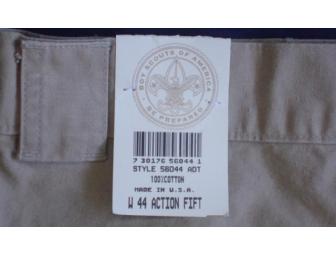 BOY SCOUTS OF AMERICA
BE PREPARED
7 30176 56044 1
STYLE 56044 ADT
100%COTTON
MADE IN U.S.A.
W 44 ACTION FIFT